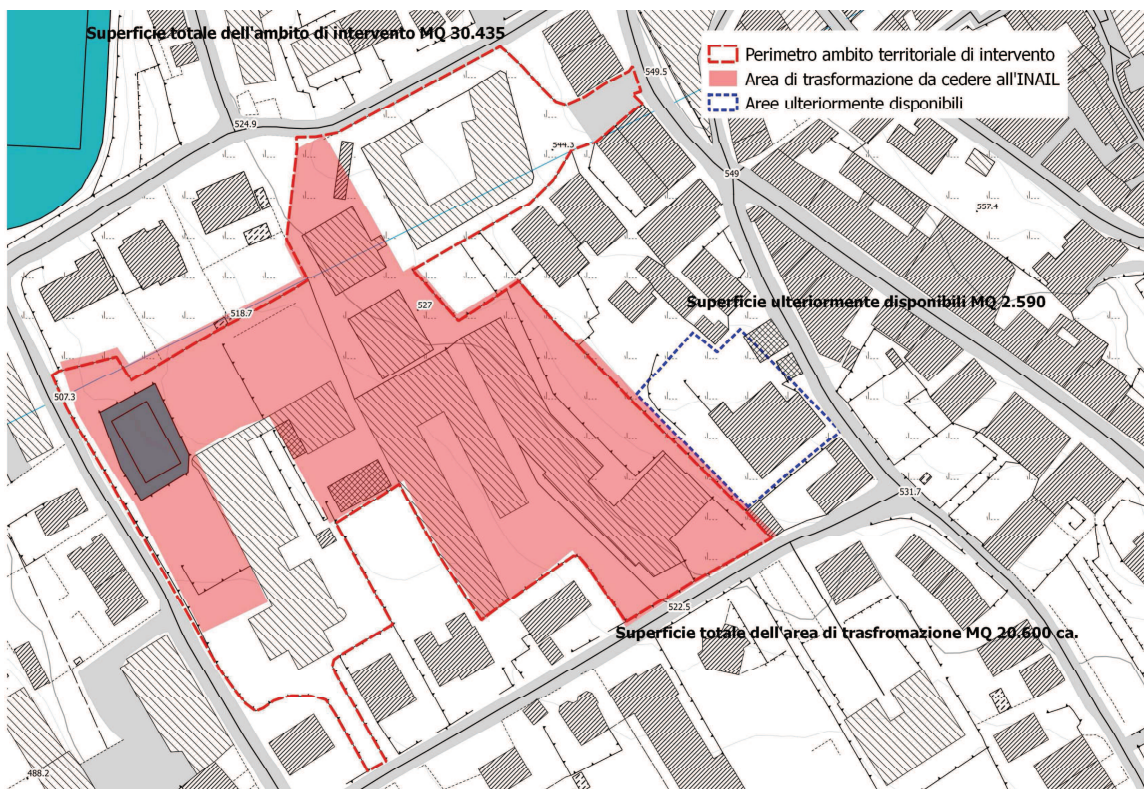 Superficie totale dell'ambito di intervento MQ 30.435
Perimetro ambito territoriale di intervento
Area di trasformazione da cedere all'INAIL
Aree ulteriormente disponibili
549.5
524.9
544.3
549
557.4
Superficie ulteriormente disponibili MQ 2.590
527
518.7
507.3
531.7
522.5
Superficie totale dell'area di trasfromazione MQ 20.600 ca.
488.2